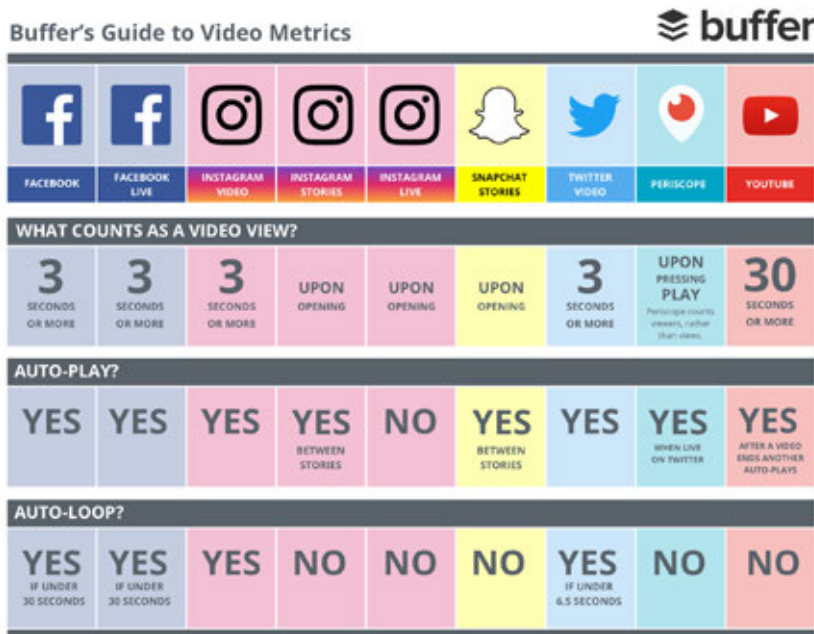 Buffer's Guide to Video Metrics
buffer
FACEBOOK
FACEBOOK
LIVE
INSTAGRAM
VIDEO
INSTAGRAM
STORIES
INSTAGRAM
LIVE
SNAPCHAT
STORIES
TWITTER
VIDEO
PERISCOPE
YOUTUBE
WHAT COUNTS AS A VIDEO VIEW?
3
SECONDS
OR MORE
3
SECONDS
OR MORE
3
SECONDS
OR MORE
UPON
OPENING
UPON
OPENING
UPON
OPENING
3
SECONDS
OR MORE
UPON
PRESSING
PLAY
Periscope counts
viewers, rather
than views.
30
SECONDS
OR MORE
AUTO-PLAY?
YES
YES
YES
YES
BETWEEN
STORIES
NO
YES
BETWEEN
STORIES
YES
YES
WHEN LIVE
ON TWITTER
YES
AFTER A VIDEO
ENDS ANOTHER
AUTO-PLAYS
AUTO-LOOP?
YES
IF UNDER
30 SECONDS
YES
IF UNDER
30 SECONDS
YES
NO
NO
NO
YES
IF UNDER
6.5 SECONDS
NO
NO